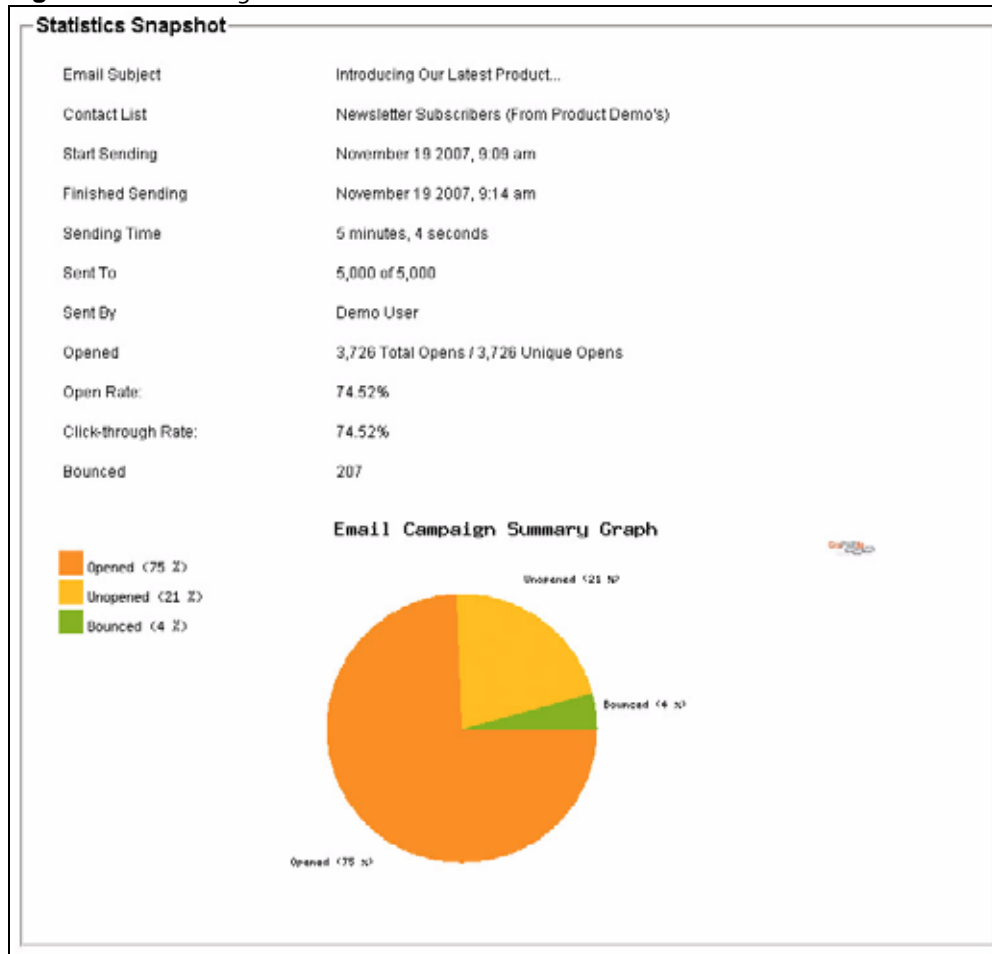 Statistics Snapshot
Email Subject Introducing Our Latest Product...
Contact List Newsletter Subscribers (From Product Demo's)
Start Sending November 19 2007, 9:09 am
Finished Sending November 19 2007, 9:14 am
Sending Time 5 minutes, 4 seconds
Sent To 5,000 of 5,000
Sent By Demo User
Opened 3,726 Total Opens / 3,726 Unique Opens
Open Rate: 74.52%
Click-through Rate: 74.52%
Bounced 207
Email Campaign Summary Graph
Opened (75 %)
Unopened (21 %)
Bounced (4 %)
Unopened (21 %)
Bounced (4 %)
Opened (75 %)